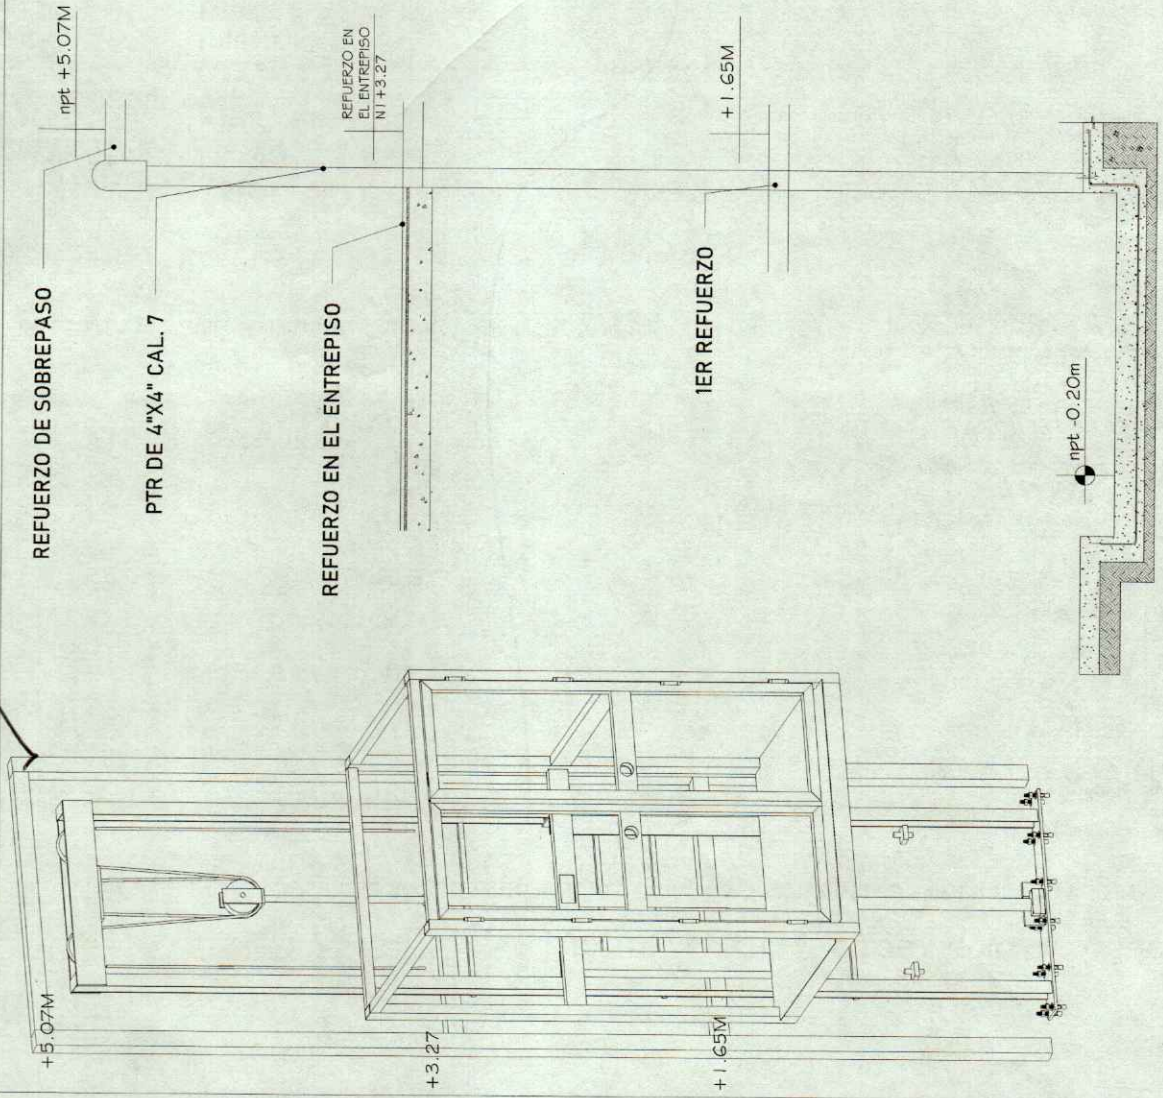 REFUERZO DE SOBREPASO
npt +5.07M
PTR DE 4"X4" CAL. 7
REFUERZO EN
EL ENTREPISO
N1+3.27
REFUERZO EN EL ENTREPISO
+1.65M
1ER REFUERZO
npt -0.20m
+5.07M
+3.27
+1.65M